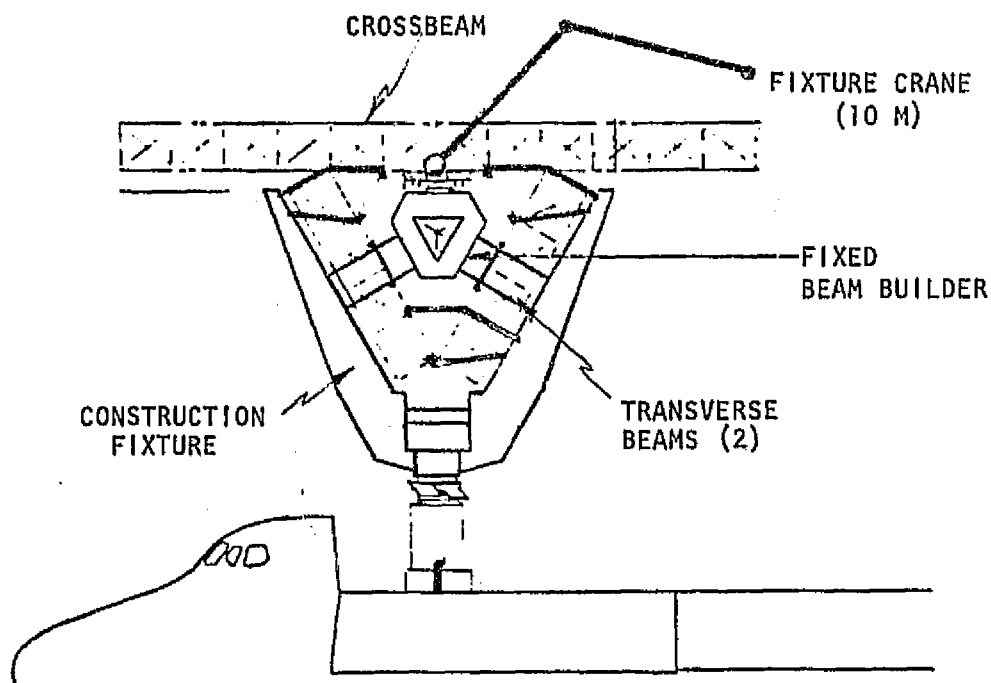 CROSSBEAM
FIXTURE CRANE
(10 M)
FIXED
BEAM BUILDER
CONSTRUCTION
FIXTURE
TRANSVERSE
BEAMS (2)